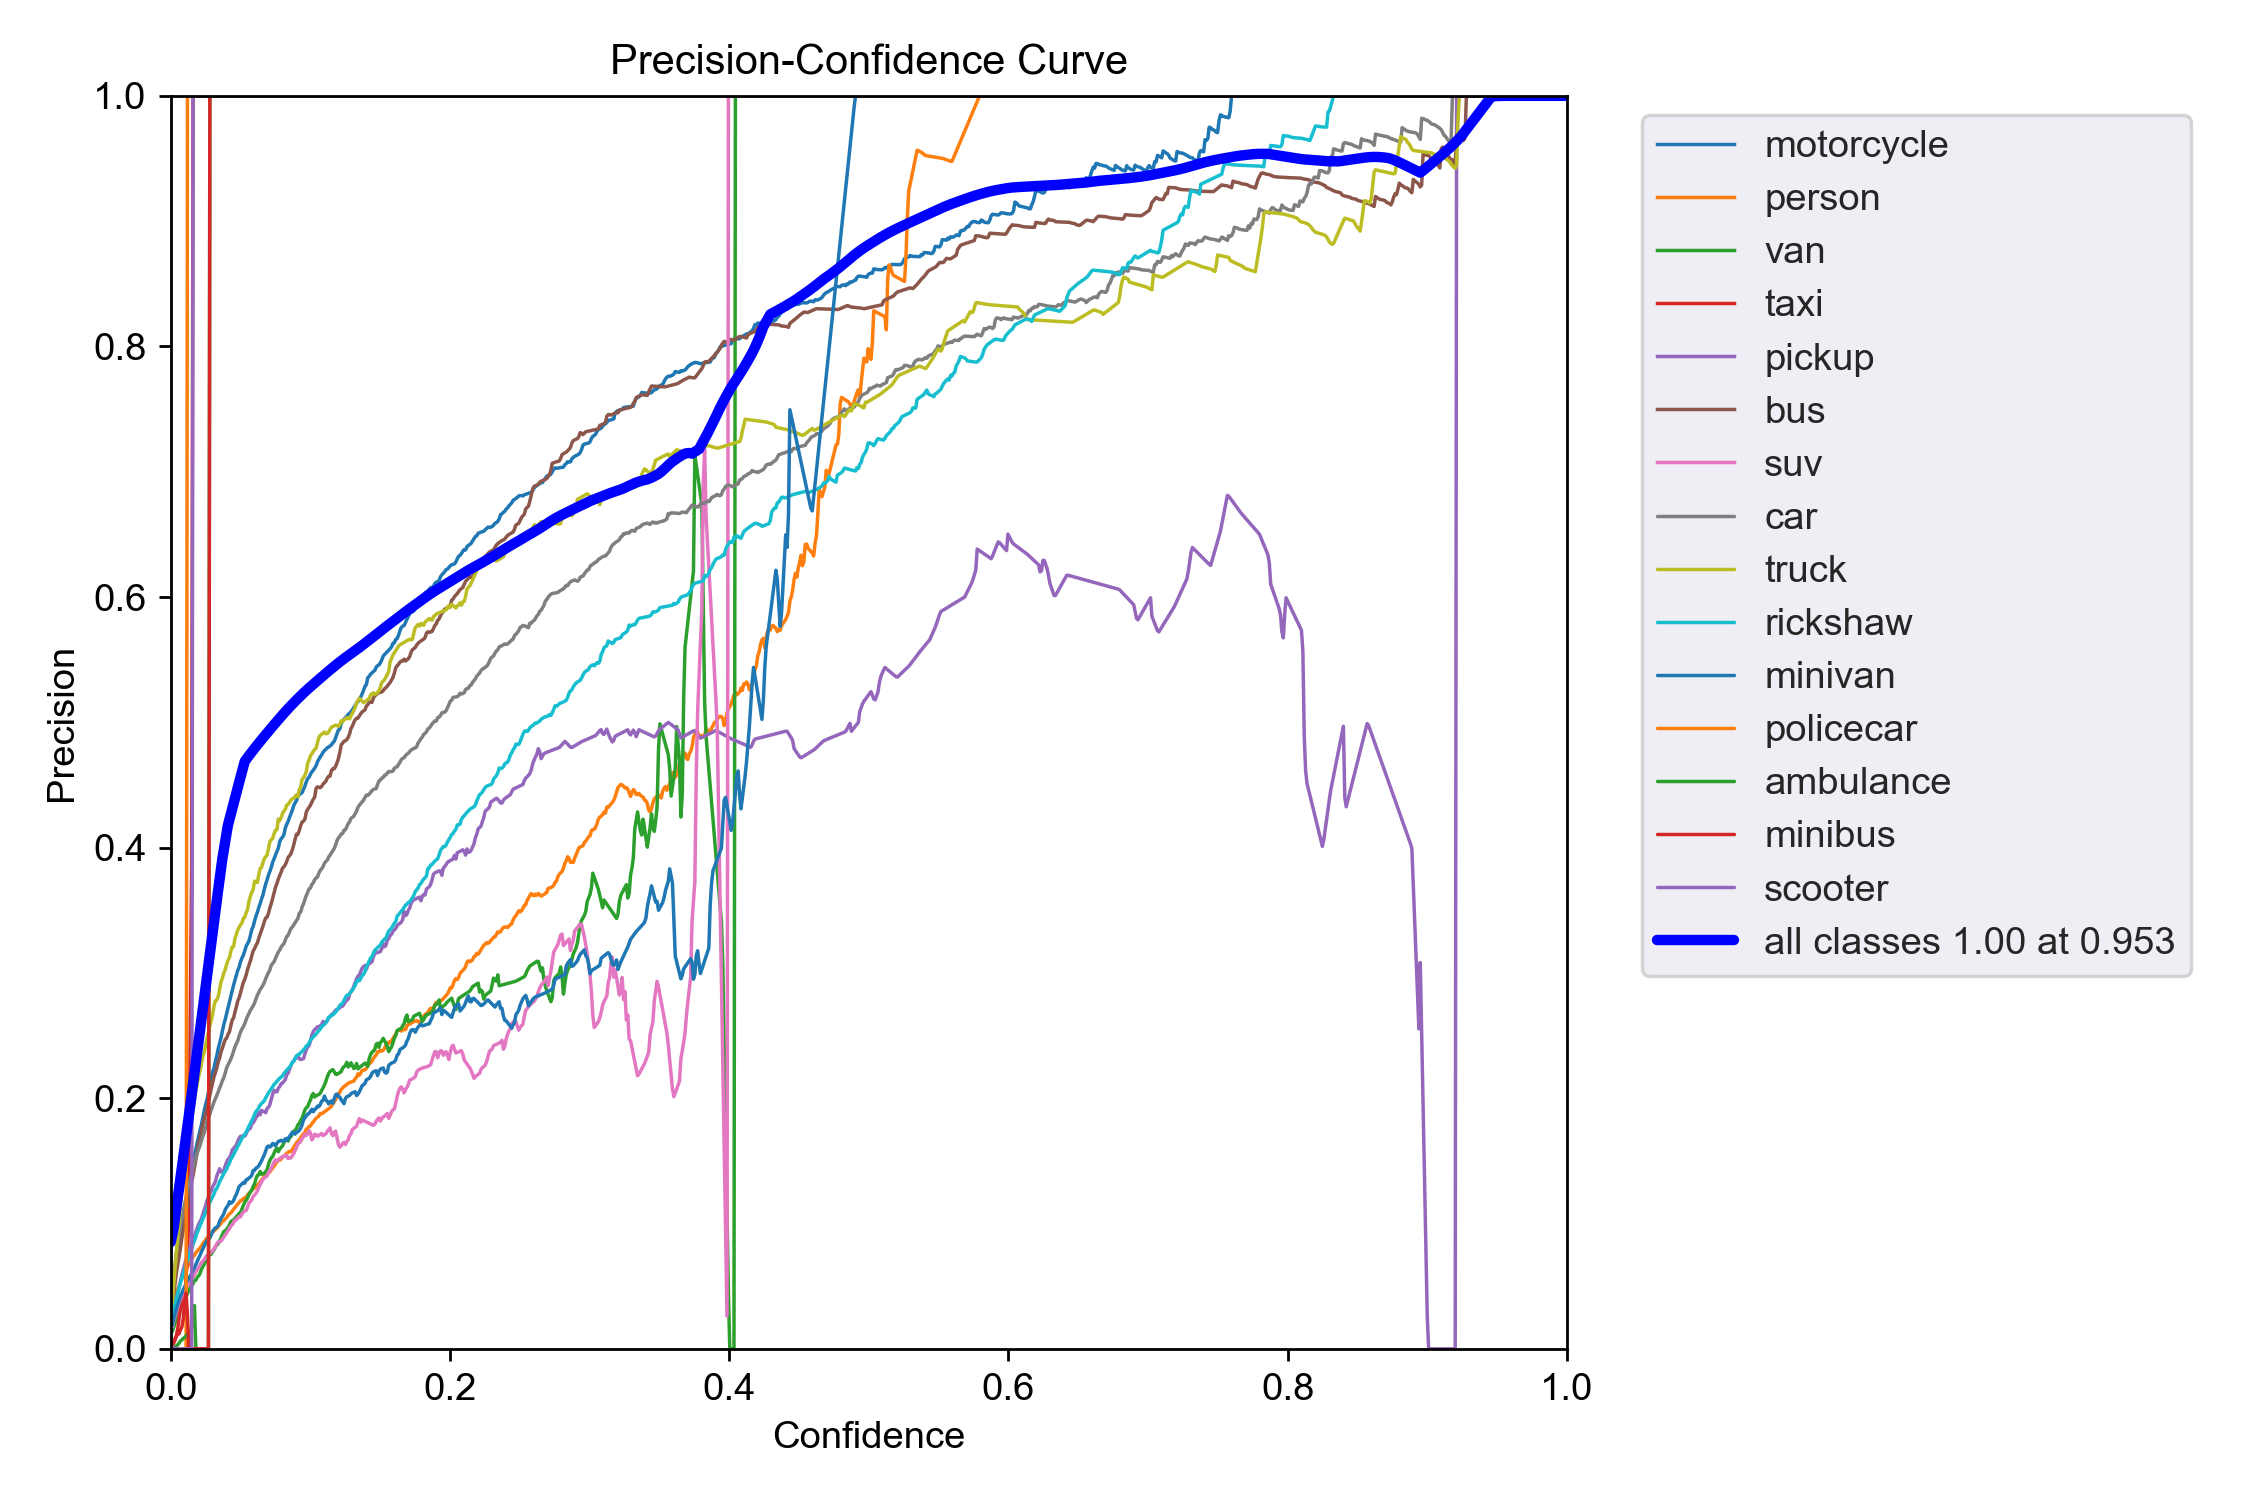 Precision-Confidence Curve
1.0
0.8
0.6
0.4
0.2
0.0
Precision
0.0 0.2 0.4 0.6 0.8 1.0
Confidence
motorcycle
person
van
taxi
pickup
bus
suv
car
truck
rickshaw
minivan
policecar
ambulance
minibus
scooter
all classes 1.00 at 0.953